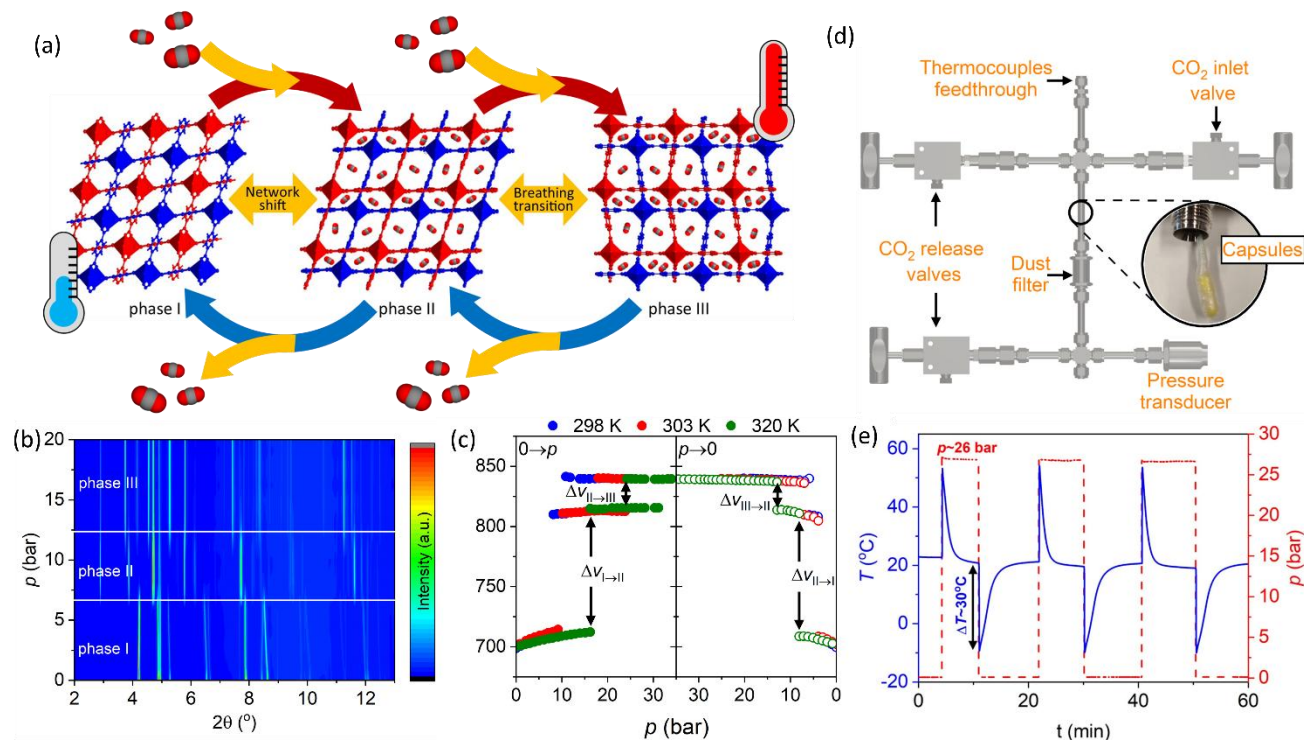 (a)
Network
shift
Breathing
transition
phase I
phase II
phase III
(d)
Thermocouples
feedthrough
CO₂ inlet
valve
CO₂ release
valves
Dust
filter
Capsules
Pressure
transducer
(b)
20
15
10
5
0
p (bar)
phase III
phase II
phase I
2 4 6 8 10 12
2θ (°)
Intensity (a.u.)
(c)
298 K 303 K 320 K
0→p
p→0
850
800
750
700
Δv_II→III
Δv_III→II
Δv_I→II
Δv_II→I
0 10 20 30 30 20 10 0
p (bar)
(e)
60
40
20
0
-20
T (°C)
p~26 bar
ΔT~30°C
30
25
20
15
10
5
0
p (bar)
0 20 40 60
t (min)